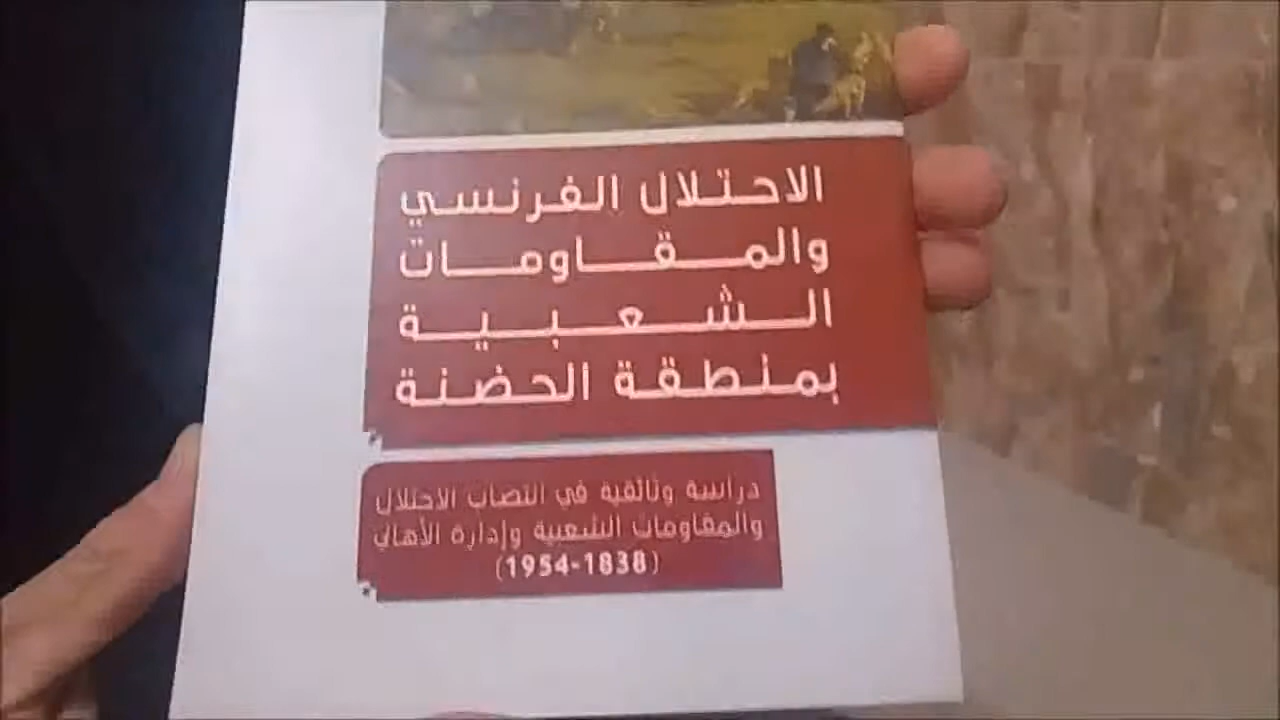 الاحتلال الفرنسي
والمقاومات
الشعبية
بمنطقة الحضنة
دراسة وثائقية في انتصاب الاحتلال
والمقاومات الشعبية وإدارة الأهالي
(1954-1838)